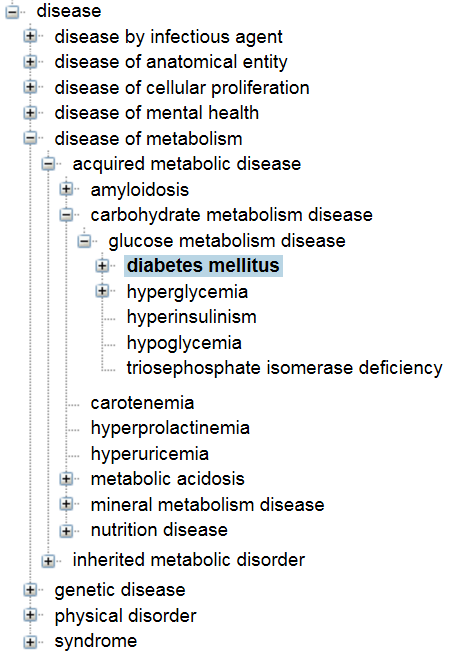 disease
disease by infectious agent
disease of anatomical entity
disease of cellular proliferation
disease of mental health
disease of metabolism
acquired metabolic disease
amyloidosis
carbohydrate metabolism disease
glucose metabolism disease
diabetes mellitus
hyperglycemia
hyperinsulinism
hypoglycemia
triosephosphate isomerase deficiency
carotenemia
hyperprolactinemia
hyperuricemia
metabolic acidosis
mineral metabolism disease
nutrition disease
inherited metabolic disorder
genetic disease
physical disorder
syndrome